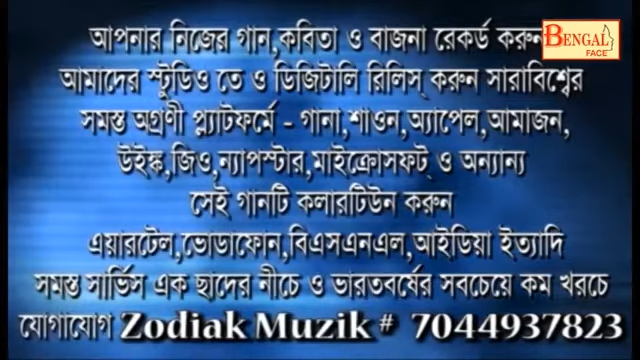 আপনার নিজের গান,কবিতা ও বাজনা রেকর্ড করুন
BENGAL
FACE
আমাদের স্টুডিও তে ও ডিজিটালি রিলিস্ করুন সারাবিশ্বের
সমস্ত অগ্রণী প্ল্যাটফর্মে - গানা,শাওন,অ্যাপেল,আমাজন,
উইঙ্ক,জিও,ন্যাপস্টার,মাইক্রোসফট্ ও অন্যান্য
সেই গানটি কলারটিউন করুন
এয়ারটেল,ভোডাফোন,বিএসএনএল,আইডিয়া ইত্যাদি
সমস্ত সার্ভিস এক ছাদের নীচে ও ভারতবর্ষের সবচেয়ে কম খরচে
যোগাযোগ Zodiak Muzik # 7044937823